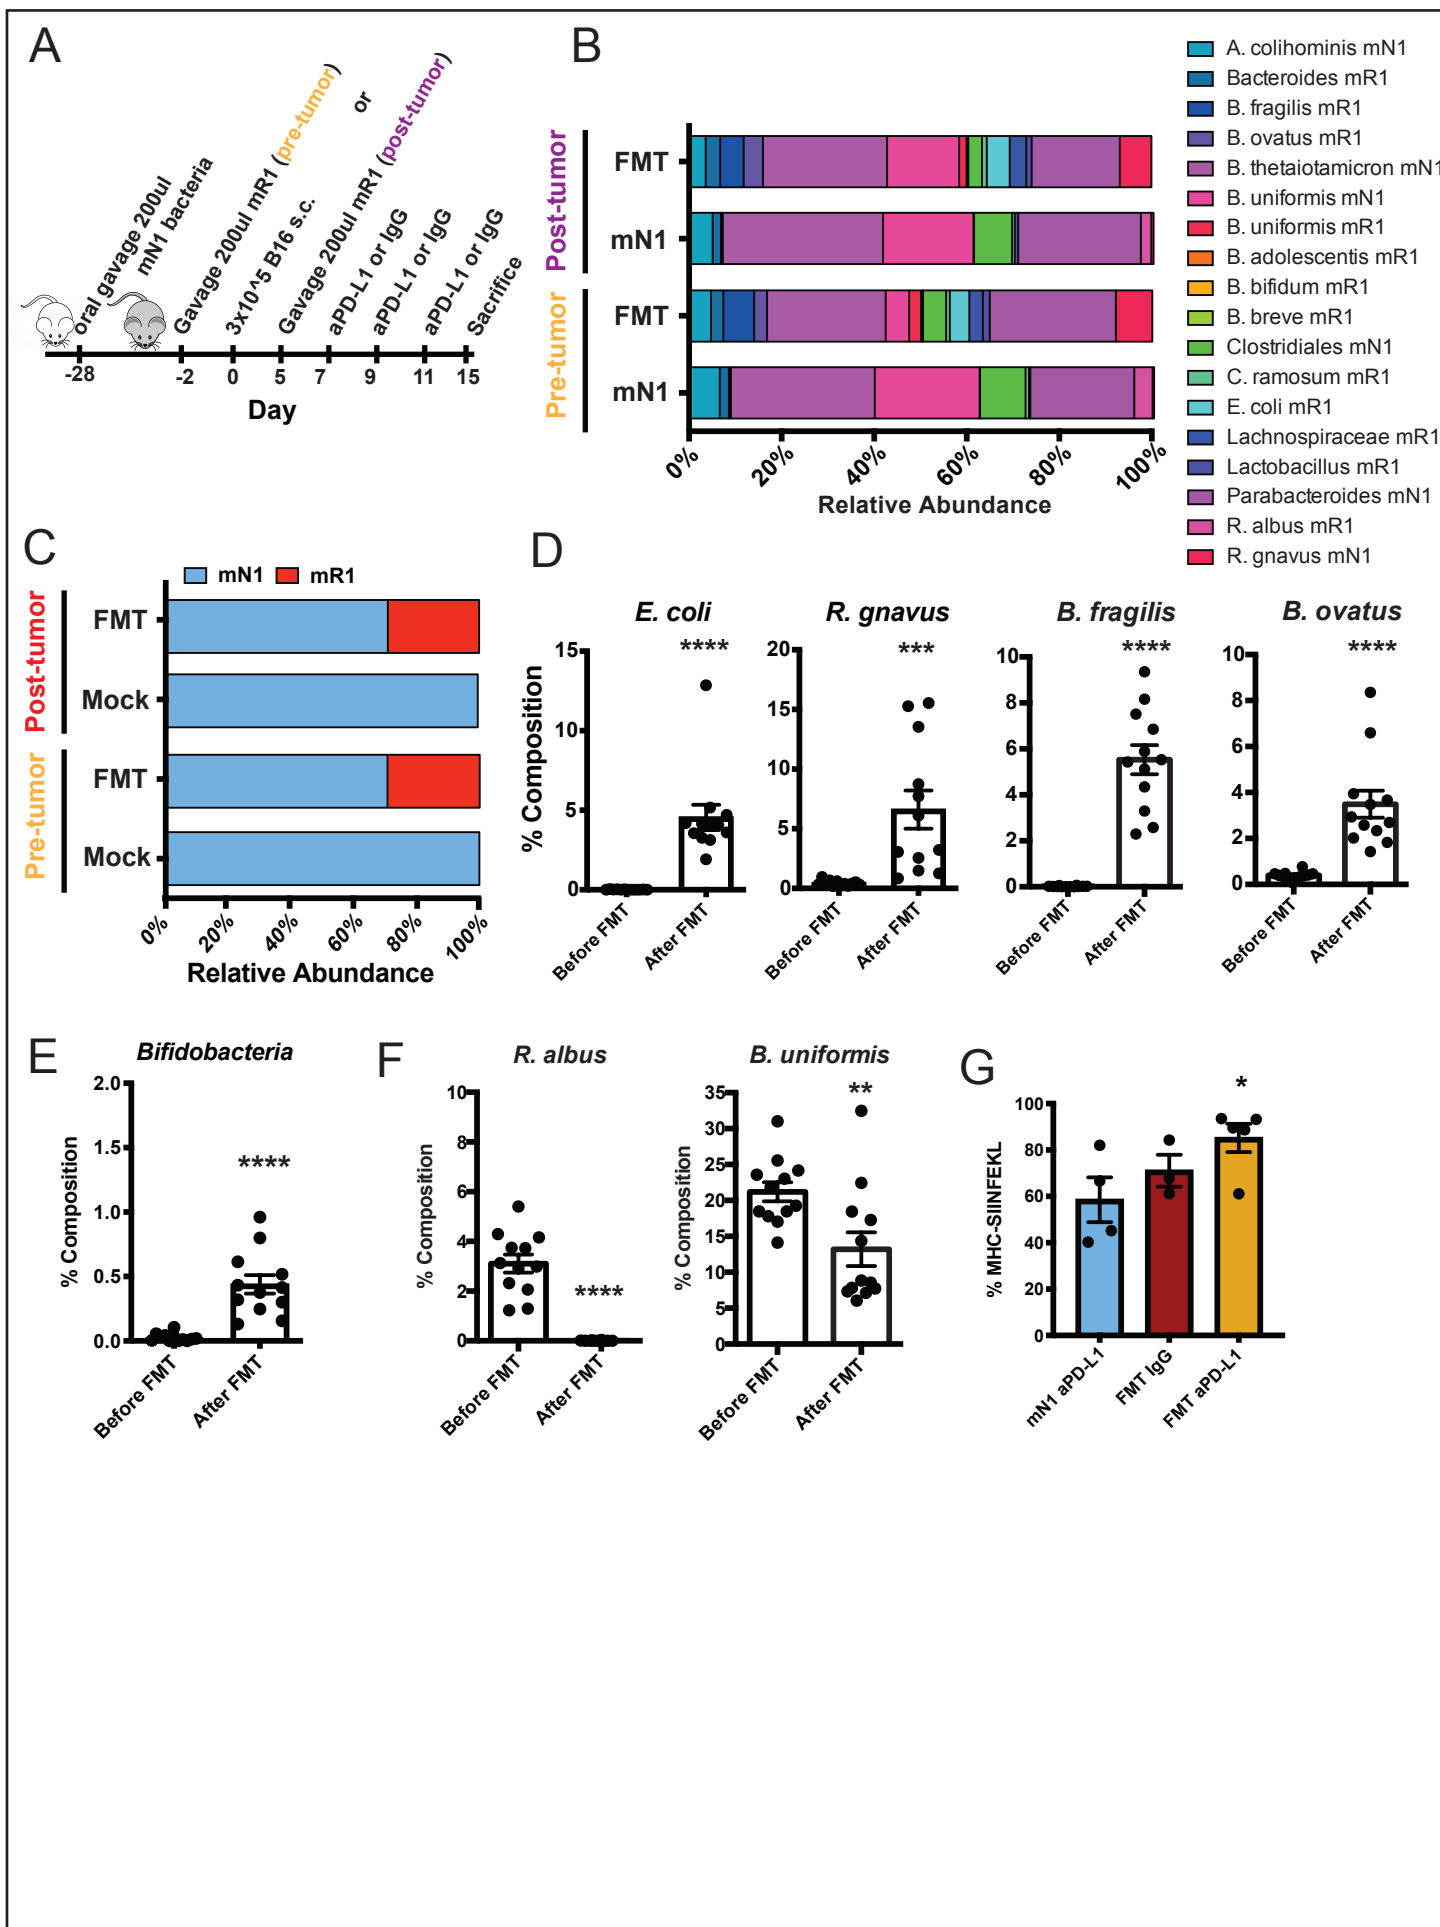 A
oral gavage 200ul
mN1 bacteria
Gavage 200ul mR1 (pre-tumor)
or
3x10^5 B16 s.c.
Gavage 200ul mR1 (post-tumor)
aPD-L1 or IgG
aPD-L1 or IgG
aPD-L1 or IgG
Sacrifice
-28 -2 0 5 7 9 11 15
Day
B
Post-tumor
Pre-tumor
FMT
mN1
FMT
mN1
0% 20% 40% 60% 80% 100%
Relative Abundance
A. colihominis mN1
Bacteroides mR1
B. fragilis mR1
B. ovatus mR1
B. thetaiotamicron mN1
B. uniformis mN1
B. uniformis mR1
B. adolescentis mR1
B. bifidum mR1
B. breve mR1
Clostridiales mN1
C. ramosum mR1
E. coli mR1
Lachnospiraceae mR1
Lactobacillus mR1
Parabacteroides mN1
R. albus mR1
R. gnavus mN1
C
mN1 mR1
Post-tumor
Pre-tumor
FMT
Mock
FMT
Mock
0% 20% 40% 60% 80% 100%
Relative Abundance
D
E. coli
****
% Composition
15
10
5
0
Before FMT
After FMT
R. gnavus
***
20
15
10
5
0
Before FMT
After FMT
B. fragilis
****
10
8
6
4
2
0
Before FMT
After FMT
B. ovatus
****
10
8
6
4
2
0
Before FMT
After FMT
E
Bifidobacteria
****
% Composition
2.0
1.5
1.0
0.5
0.0
Before FMT
After FMT
F
R. albus
****
% Composition
10
8
6
4
2
0
Before FMT
After FMT
B. uniformis
**
% Composition
35
30
25
20
15
10
5
0
Before FMT
After FMT
G
*
% MHC-SIINFEKL
100
80
60
40
20
0
mN1 aPD-L1
FMT IgG
FMT aPD-L1